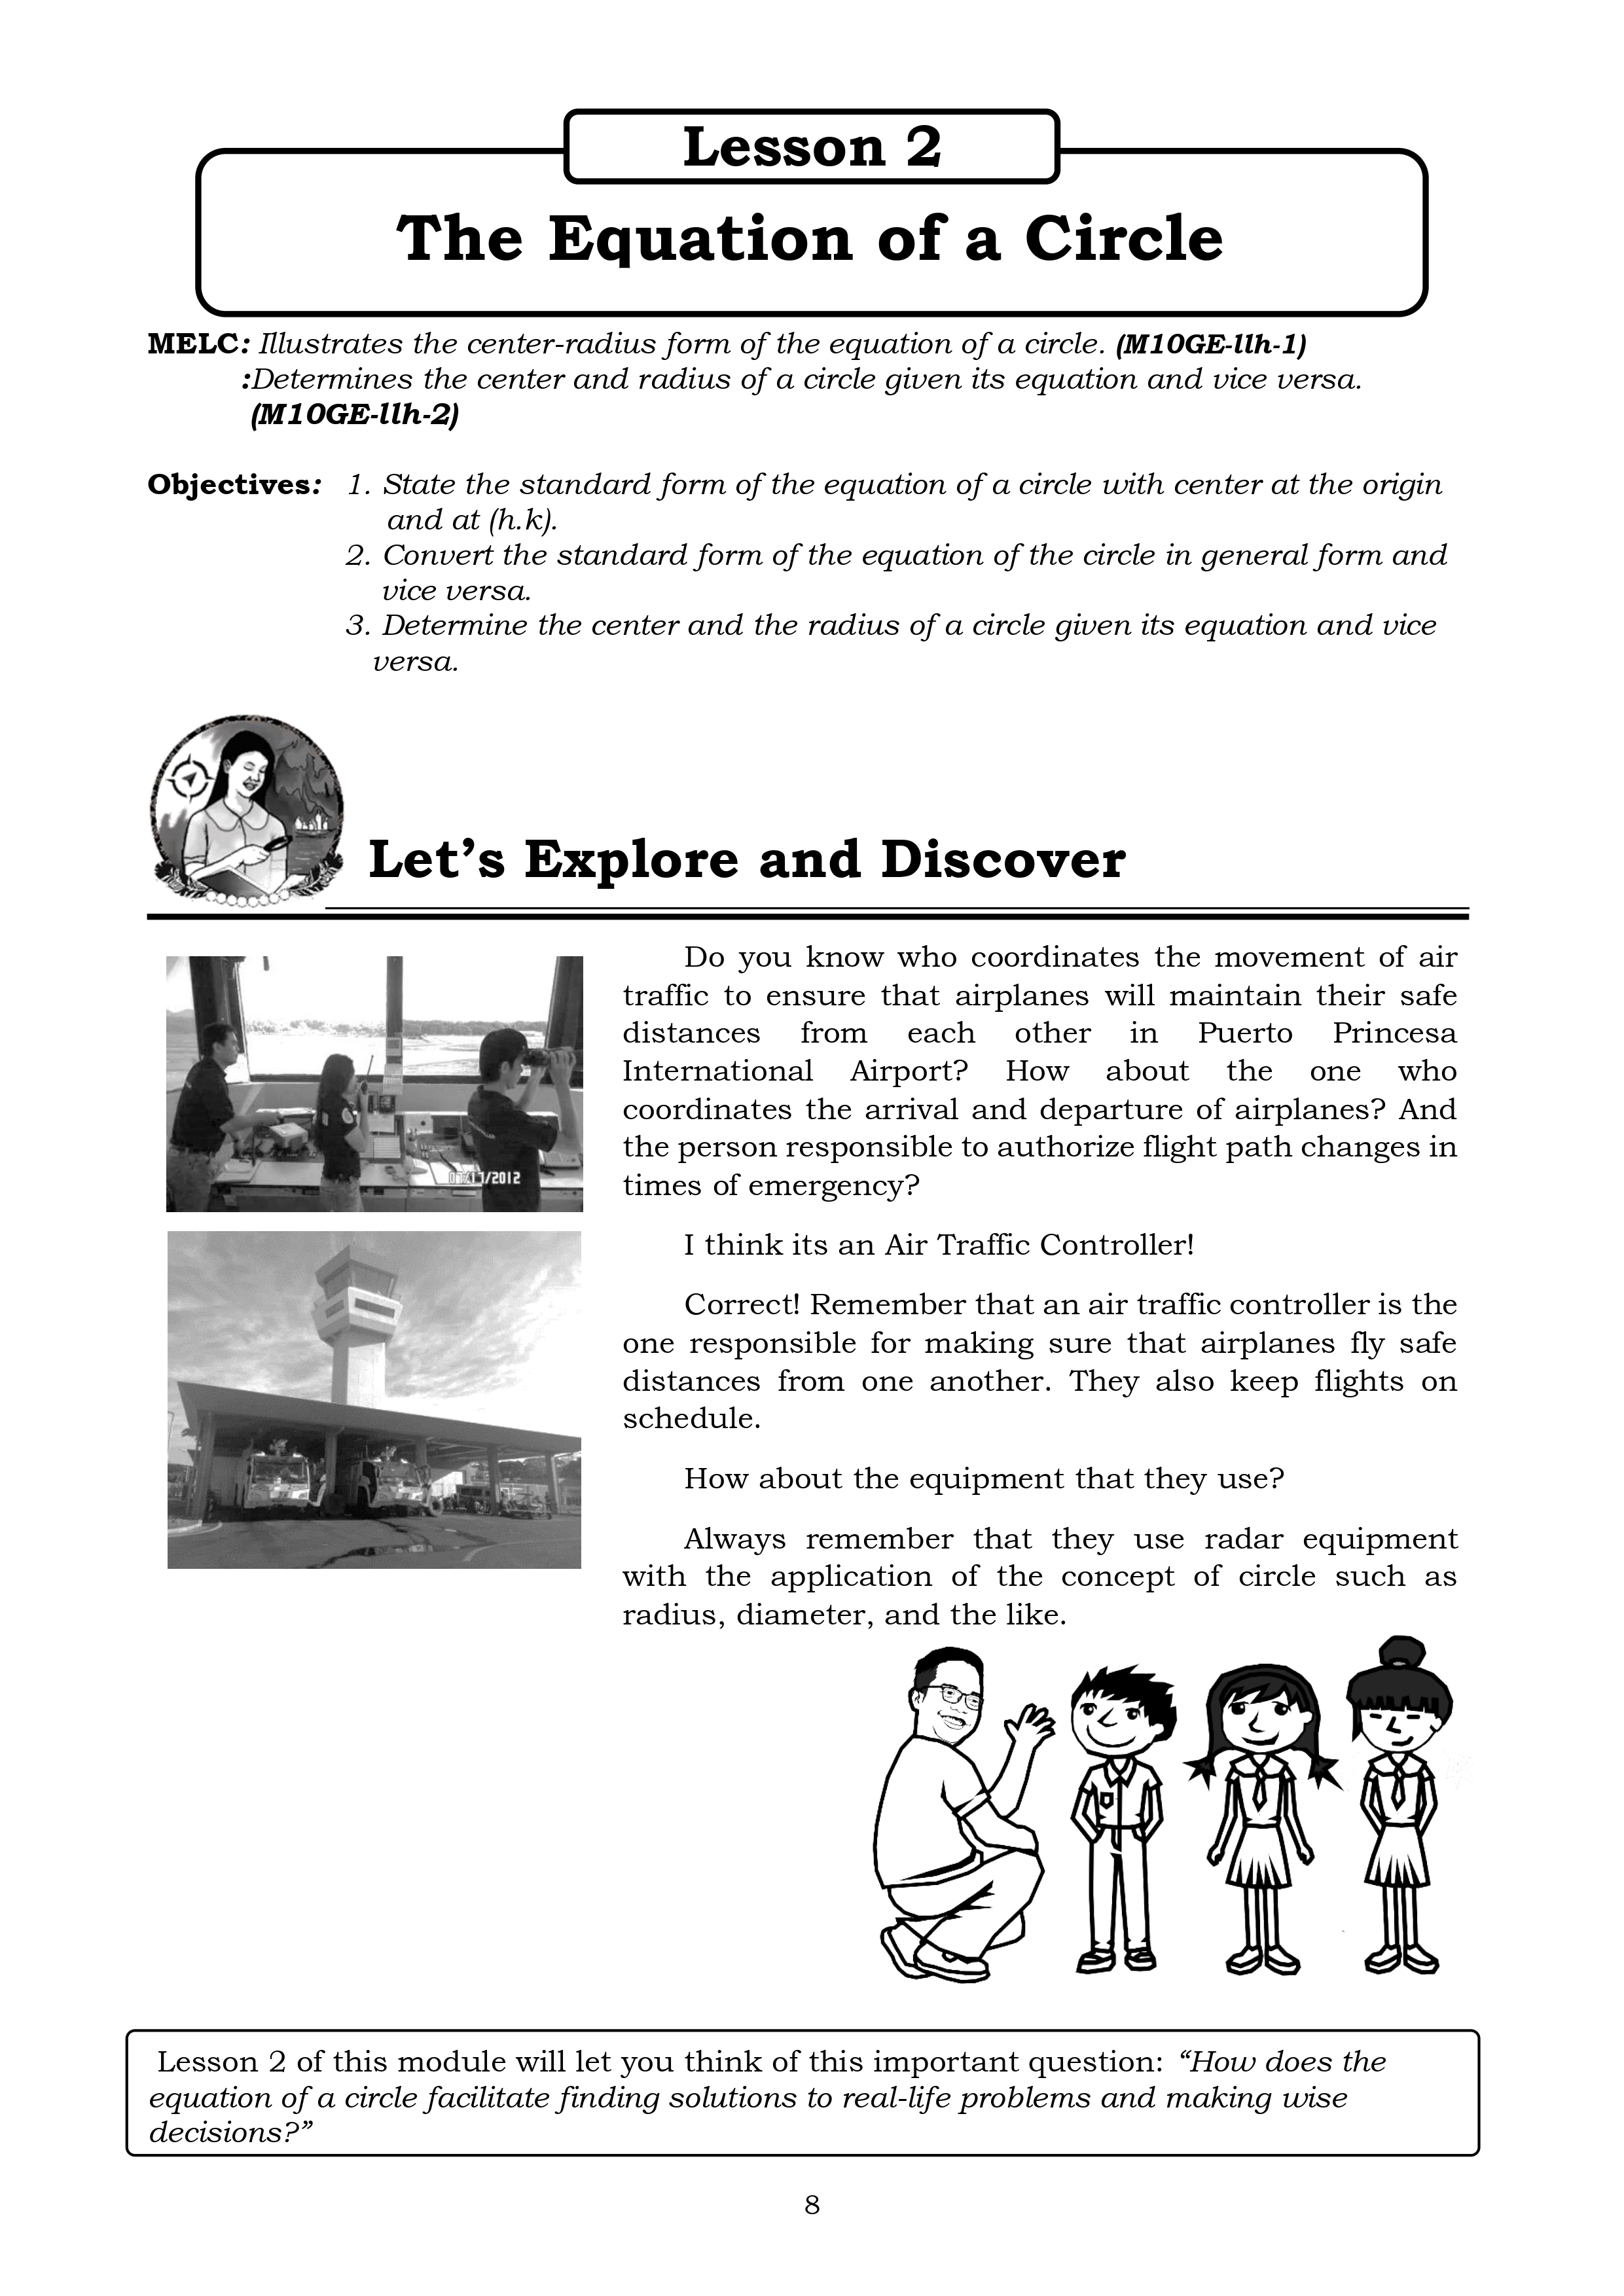 Lesson 2
The Equation of a Circle
MELC: Illustrates the center-radius form of the equation of a circle. (M10GE-llh-1)
:Determines the center and radius of a circle given its equation and vice versa.
(M10GE-llh-2)
Objectives: 1. State the standard form of the equation of a circle with center at the origin
and at (h.k).
2. Convert the standard form of the equation of the circle in general form and
vice versa.
3. Determine the center and the radius of a circle given its equation and vice
versa.
Let’s Explore and Discover
Do you know who coordinates the movement of air
traffic to ensure that airplanes will maintain their safe
distances from each other in Puerto Princesa
International Airport? How about the one who
coordinates the arrival and departure of airplanes? And
the person responsible to authorize flight path changes in
times of emergency?
I think its an Air Traffic Controller!
Correct! Remember that an air traffic controller is the
one responsible for making sure that airplanes fly safe
distances from one another. They also keep flights on
schedule.
How about the equipment that they use?
Always remember that they use radar equipment
with the application of the concept of circle such as
radius, diameter, and the like.
Lesson 2 of this module will let you think of this important question: “How does the
equation of a circle facilitate finding solutions to real-life problems and making wise
decisions?”
8